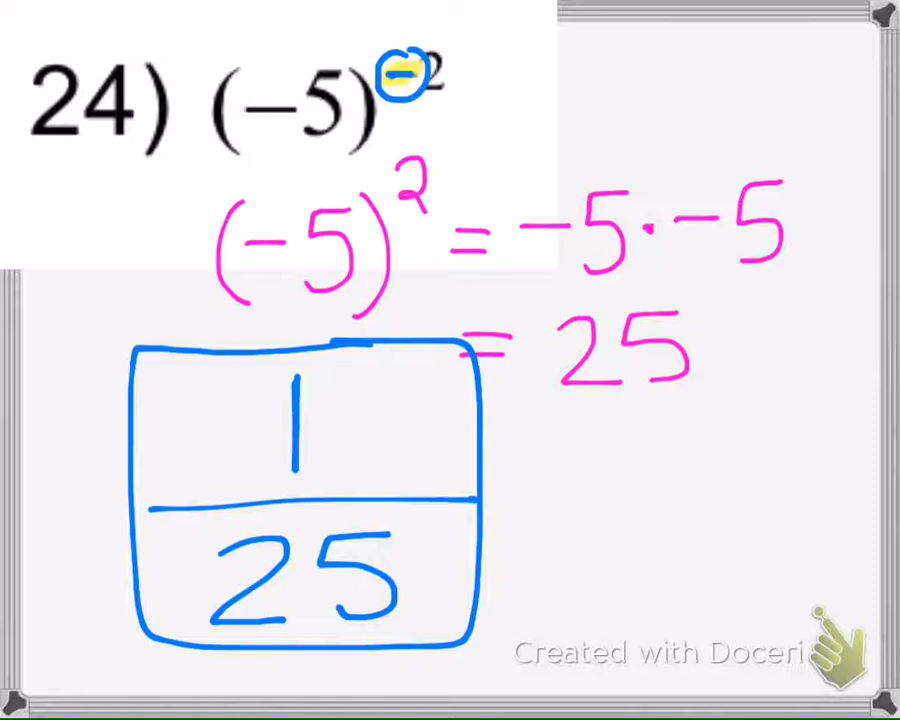 24) (−5)⁻²
(−5)² = −5 · −5
= 25
1
25
Created with Doceri